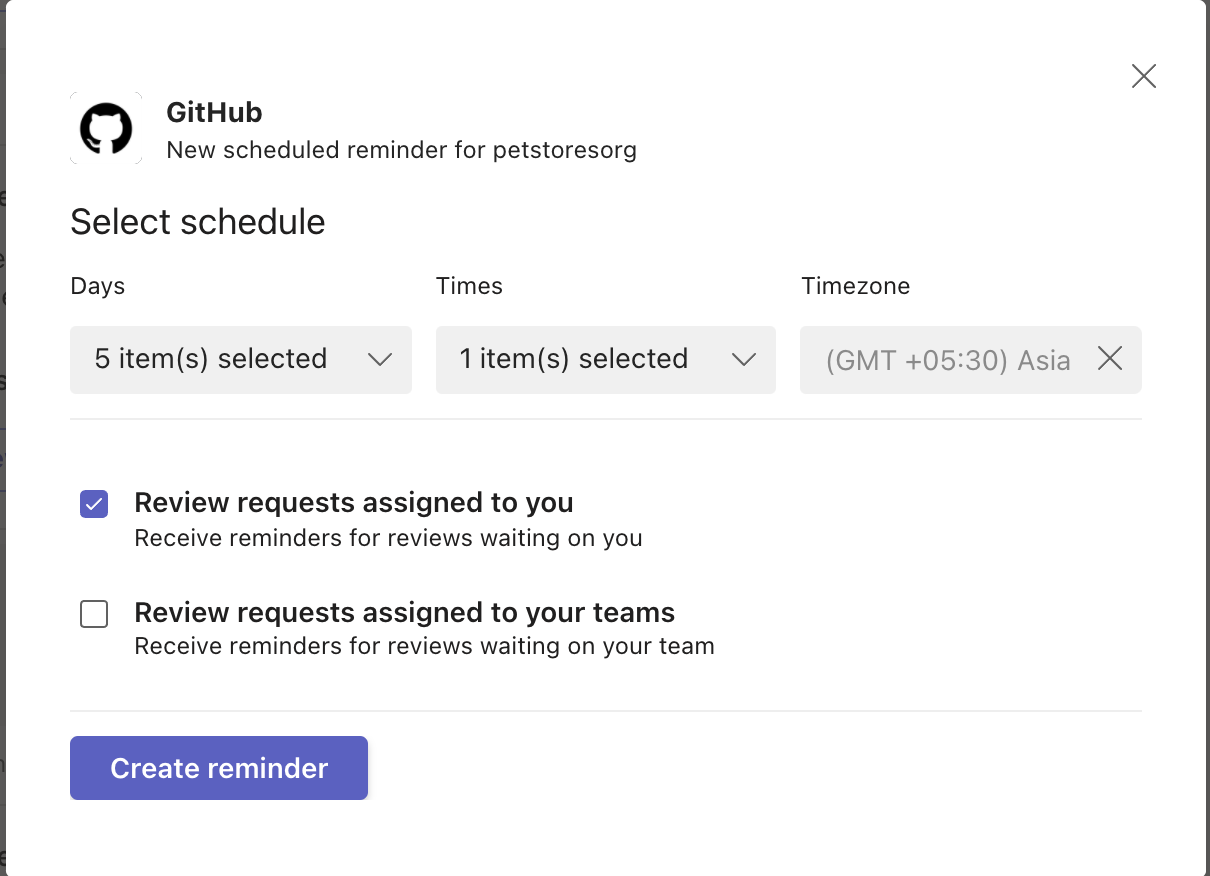 GitHub
New scheduled reminder for petstoresorg
Select schedule
Days Times Timezone
5 item(s) selected 1 item(s) selected (GMT +05:30) Asia
Review requests assigned to you
Receive reminders for reviews waiting on you
Review requests assigned to your teams
Receive reminders for reviews waiting on your team
Create reminder